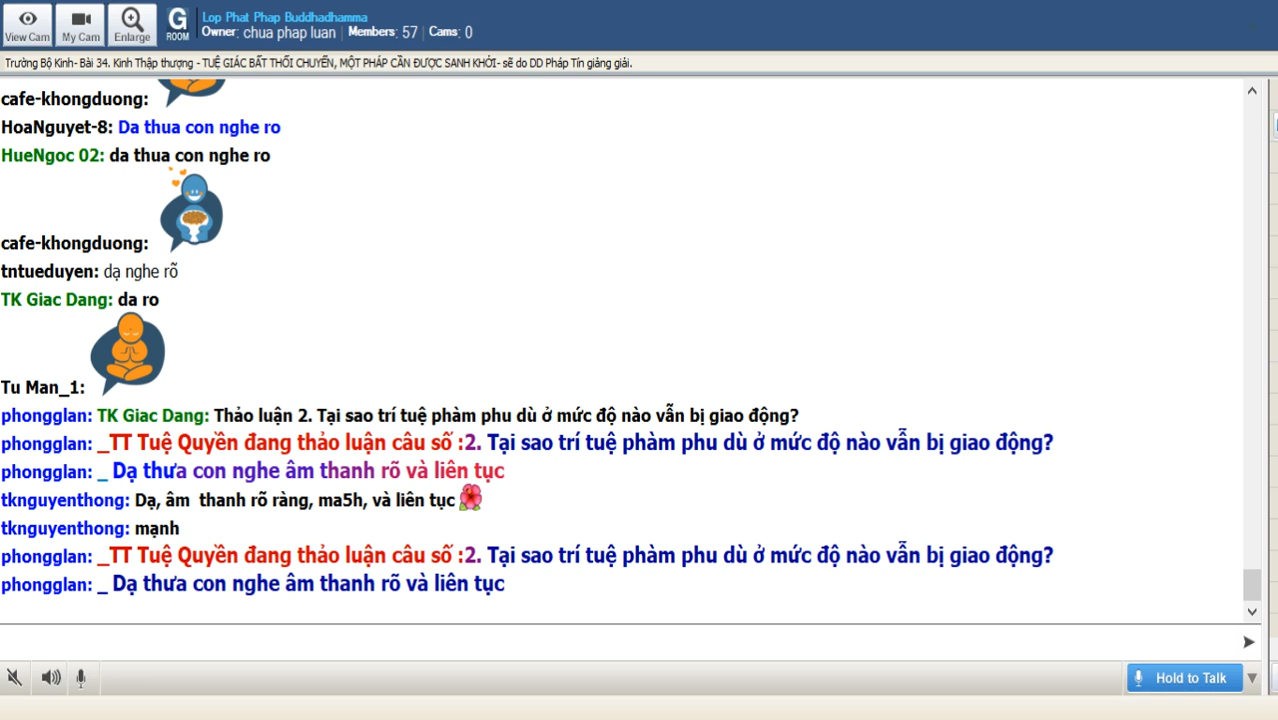 View Cam
My Cam
Enlarge
G
ROOM
Lop Phat Phap Buddhadhamma
Owner: chua phap luan | Members: 57 | Cams: 0
Trường Bộ Kinh- Bài 34. Kinh Thập thượng - TUỆ GIÁC BẤT THỐI CHUYỂN, MỘT PHÁP CẦN ĐƯỢC SANH KHỞI- sẽ do DD Pháp Tín giảng giải.
cafe-khongduong:
HoaNguyet-8: Da thua con nghe ro
HueNgoc 02: da thua con nghe ro
cafe-khongduong:
tntueduyen: dạ nghe rõ
TK Giac Dang: da ro
Tu Man_1:
phongglan: TK Giac Dang: Thảo luận 2. Tại sao trí tuệ phàm phu dù ở mức độ nào vẫn bị giao động?
phongglan: _TT Tuệ Quyền đang thảo luận câu số :2. Tại sao trí tuệ phàm phu dù ở mức độ nào vẫn bị giao động?
phongglan: _ Dạ thưa con nghe âm thanh rõ và liên tục
tknguyenthong: Dạ, âm thanh rõ ràng, ma5h, và liên tục
tknguyenthong: mạnh
phongglan: _TT Tuệ Quyền đang thảo luận câu số :2. Tại sao trí tuệ phàm phu dù ở mức độ nào vẫn bị giao động?
phongglan: _ Dạ thưa con nghe âm thanh rõ và liên tục
Hold to Talk